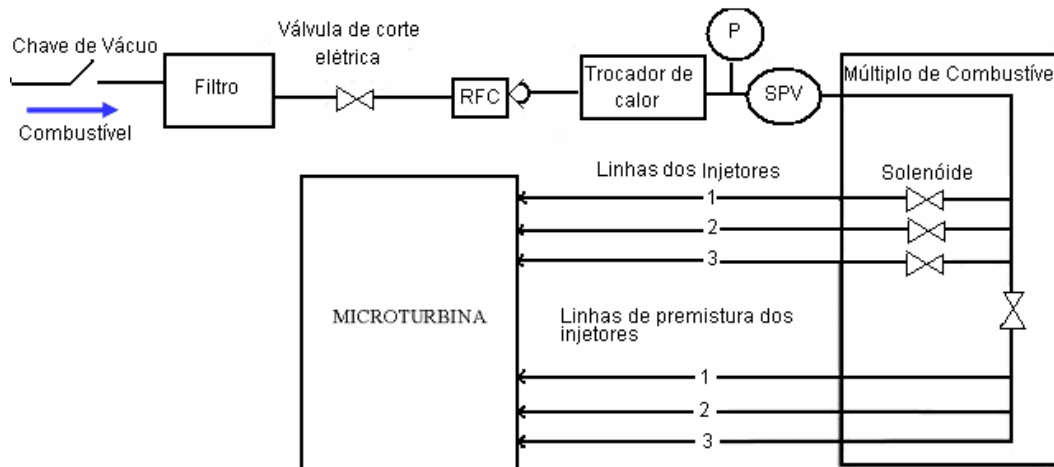 Chave de Vácuo
Combustível
Filtro
Válvula de corte
elétrica
RFC
Trocador de
calor
P
SPV
Múltiplo de Combustíve
Linhas dos Injetores
Solenóide
1
2
3
MICROTURBINA
Linhas de premistura dos
injetores
1
2
3